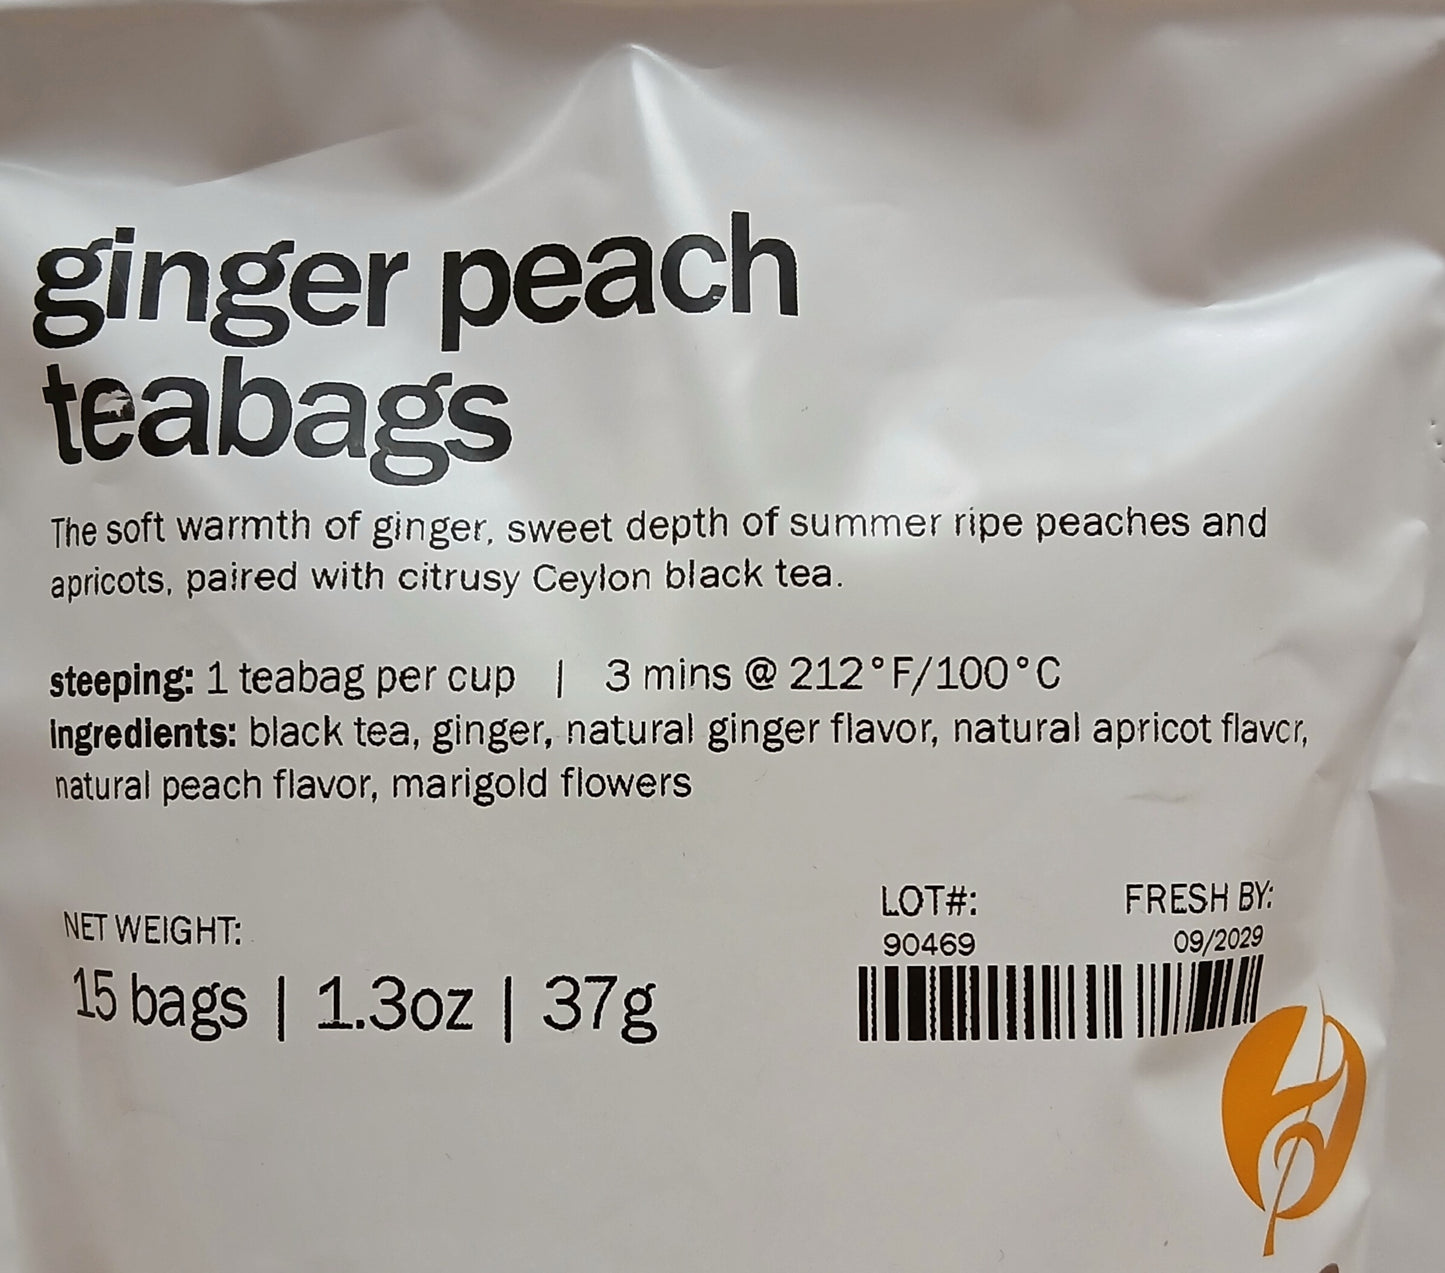 ginger peach
teabags
The soft warmth of ginger, sweet depth of summer ripe peaches and
apricots, paired with citrusy Ceylon black tea.
steeping: 1 teabag per cup | 3 mins @ 212°F/100°C
Ingredients: black tea, ginger, natural ginger flavor, natural apricot flavor,
natural peach flavor, marigold flowers
NET WEIGHT:
15 bags | 1.3oz | 37g
LOT#:
90469
FRESH BY:
09/2029